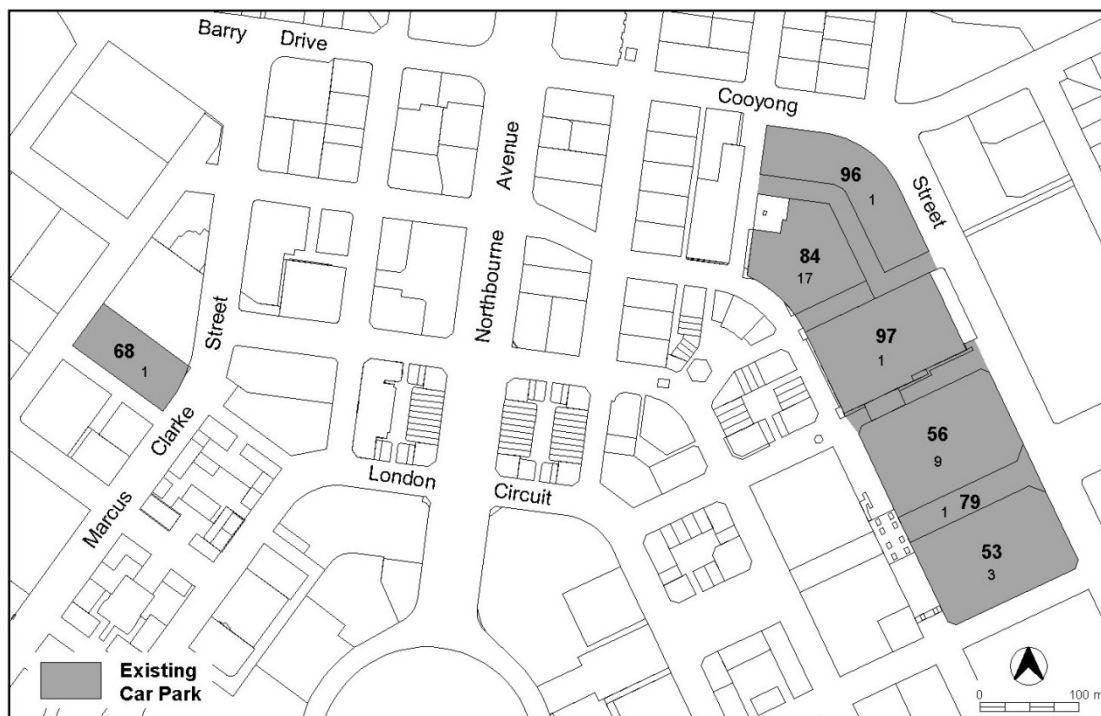 Barry Drive
Cooyong
Street
Avenue
Northbourne
96
1
84
17
97
1
68
1
Street
Clarke
Marcus
56
9
79
1
53
3
London Circuit
Existing
Car Park
0 100 m